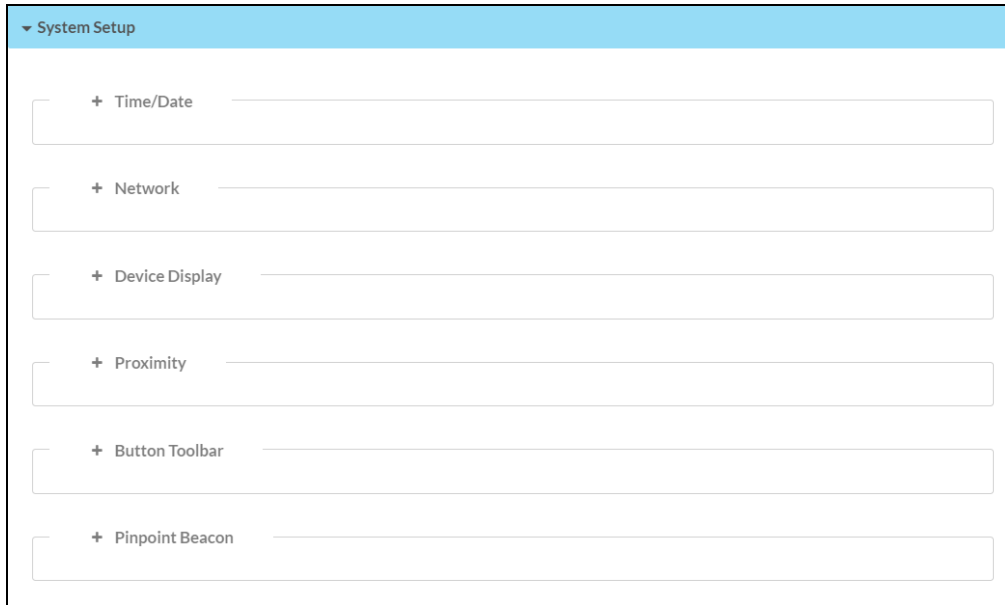 System Setup
+ Time/Date
+ Network
+ Device Display
+ Proximity
+ Button Toolbar
+ Pinpoint Beacon